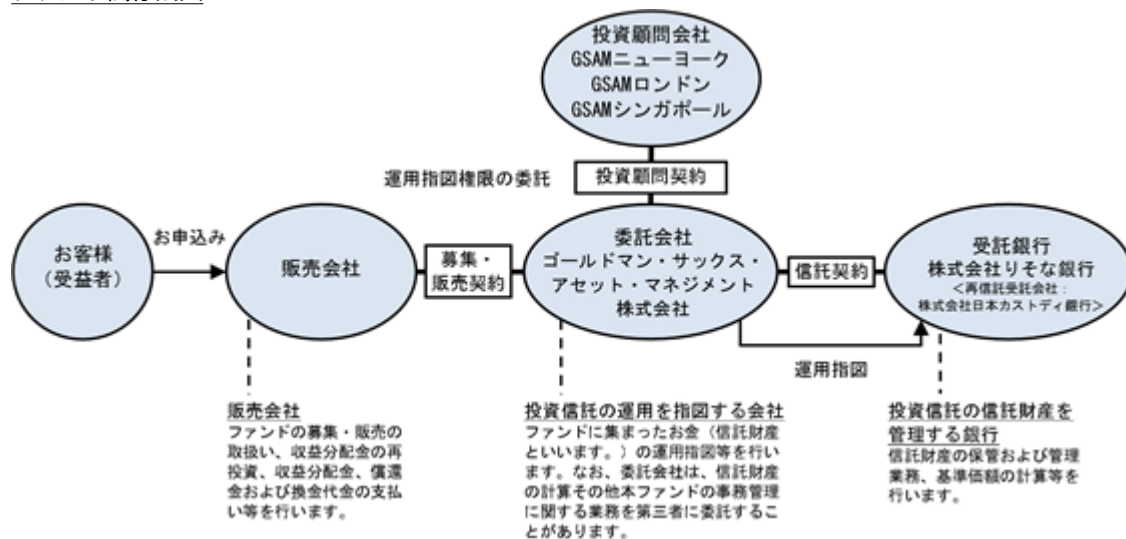 投資顧問会社
GSAMニューヨーク
GSAMロンドン
GSAMシンガポール
運用指図権限の委託
投資顧問契約
お客様
(受益者)
お申込み
販売会社
募集・
販売契約
委託会社
ゴールドマン・サックス・
アセット・マネジメント
株式会社
信託契約
受託銀行
株式会社りそな銀行
<再信託受託会社:
株式会社日本カストディ銀行>
運用指図
販売会社
ファンドの募集・販売の
取扱い、収益分配金の再
投資、収益分配金、償還
金および換金代金の支払
い等を行います。
投資信託の運用を指図する会社
ファンドに集まったお金(信託財産
といいます。)の運用指図等を行い
ます。なお、委託会社は、信託財産
の計算その他本ファンドの事務管理
に関する業務を第三者に委託するこ
とがあります。
投資信託の信託財産を
管理する銀行
信託財産の保管および管理
業務、基準価額の計算等を
行います。